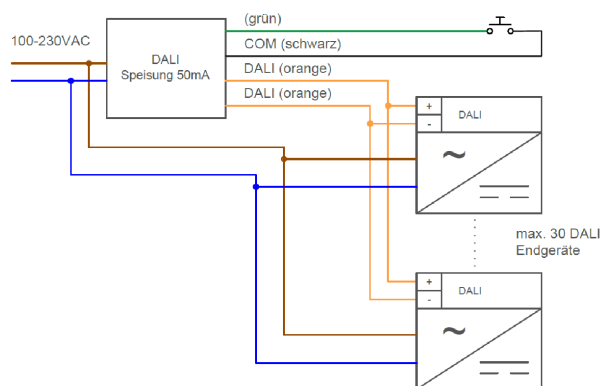 (grün)
100-230VAC
DALI
Speisung 50mA
COM (schwarz)
DALI (orange)
DALI (orange)
+
DALI
-
~
max. 30 DALI
Endgeräte
+
DALI
-
~